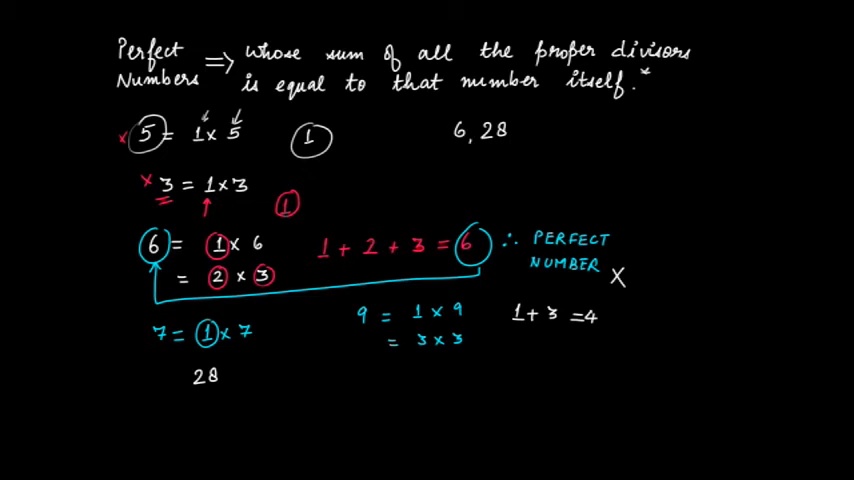 Perfect => whose sum of all the proper divisors
Numbers is equal to that number itself.*
x 5 = 1 x 5 1 6, 28
x 3 = 1 x 3 1
6 = 1 x 6 1 + 2 + 3 = 6 ∴ PERFECT
= 2 x 3 NUMBER X
7 = 1 x 7 9 = 1 x 9 1 + 3 = 4
= 3 x 3
28